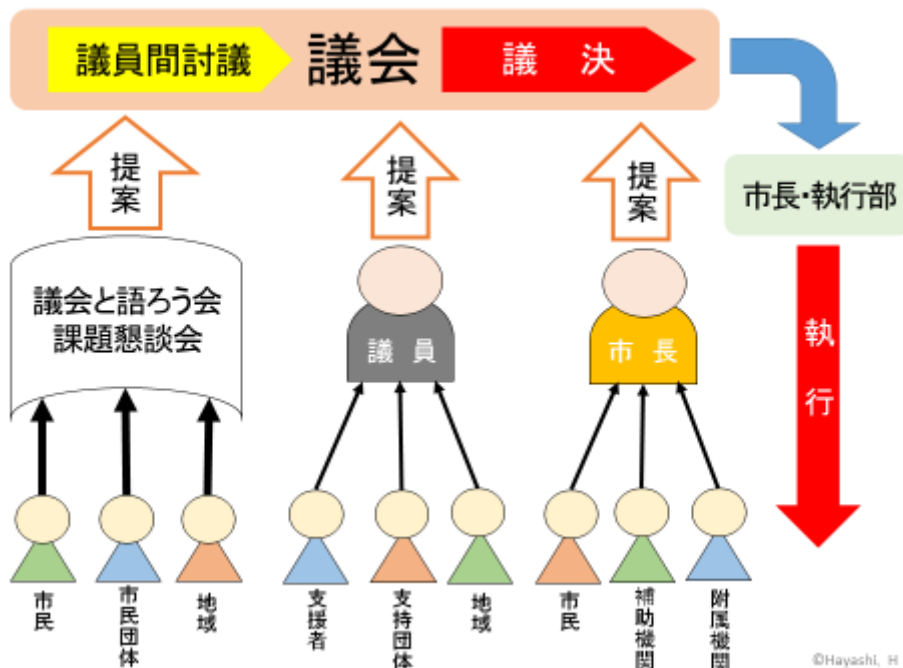 議員間討議
議会
議決
提案
提案
提案
市長・執行部
議会と語ろう会
課題懇談会
議員
市長
執行
市民
市民団体
地域
支援者
支持団体
地域
市民
補助機関
附属機関
©Hayashi, H